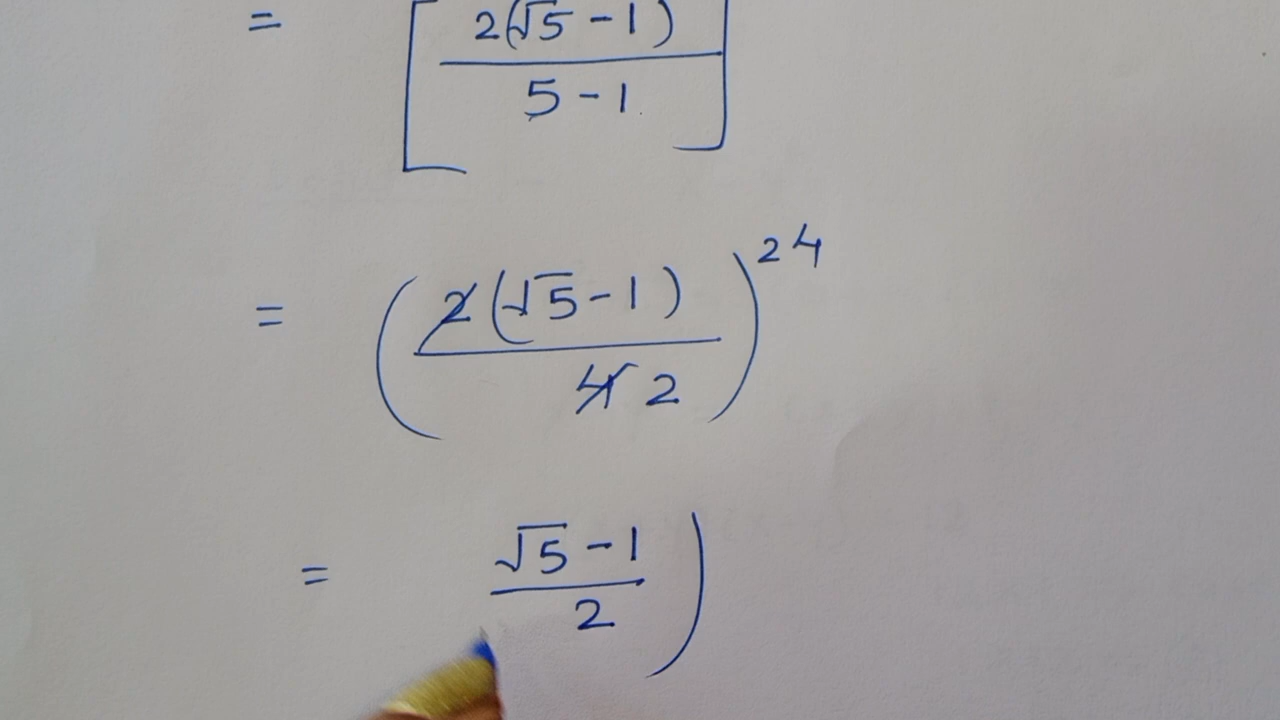 = [ 2(√5 - 1)
5 - 1 ]
= ( 2(√5 - 1)
4 2 ) 24
= √5 - 1
2 )